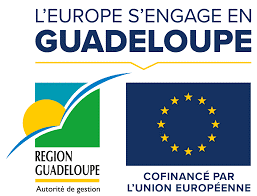 L'EUROPE S'ENGAGE EN
GUADELOUPE
REGION
GUADELOUPE
Autorité de gestion
COFINANCÉ PAR
L'UNION EUROPÉENNE